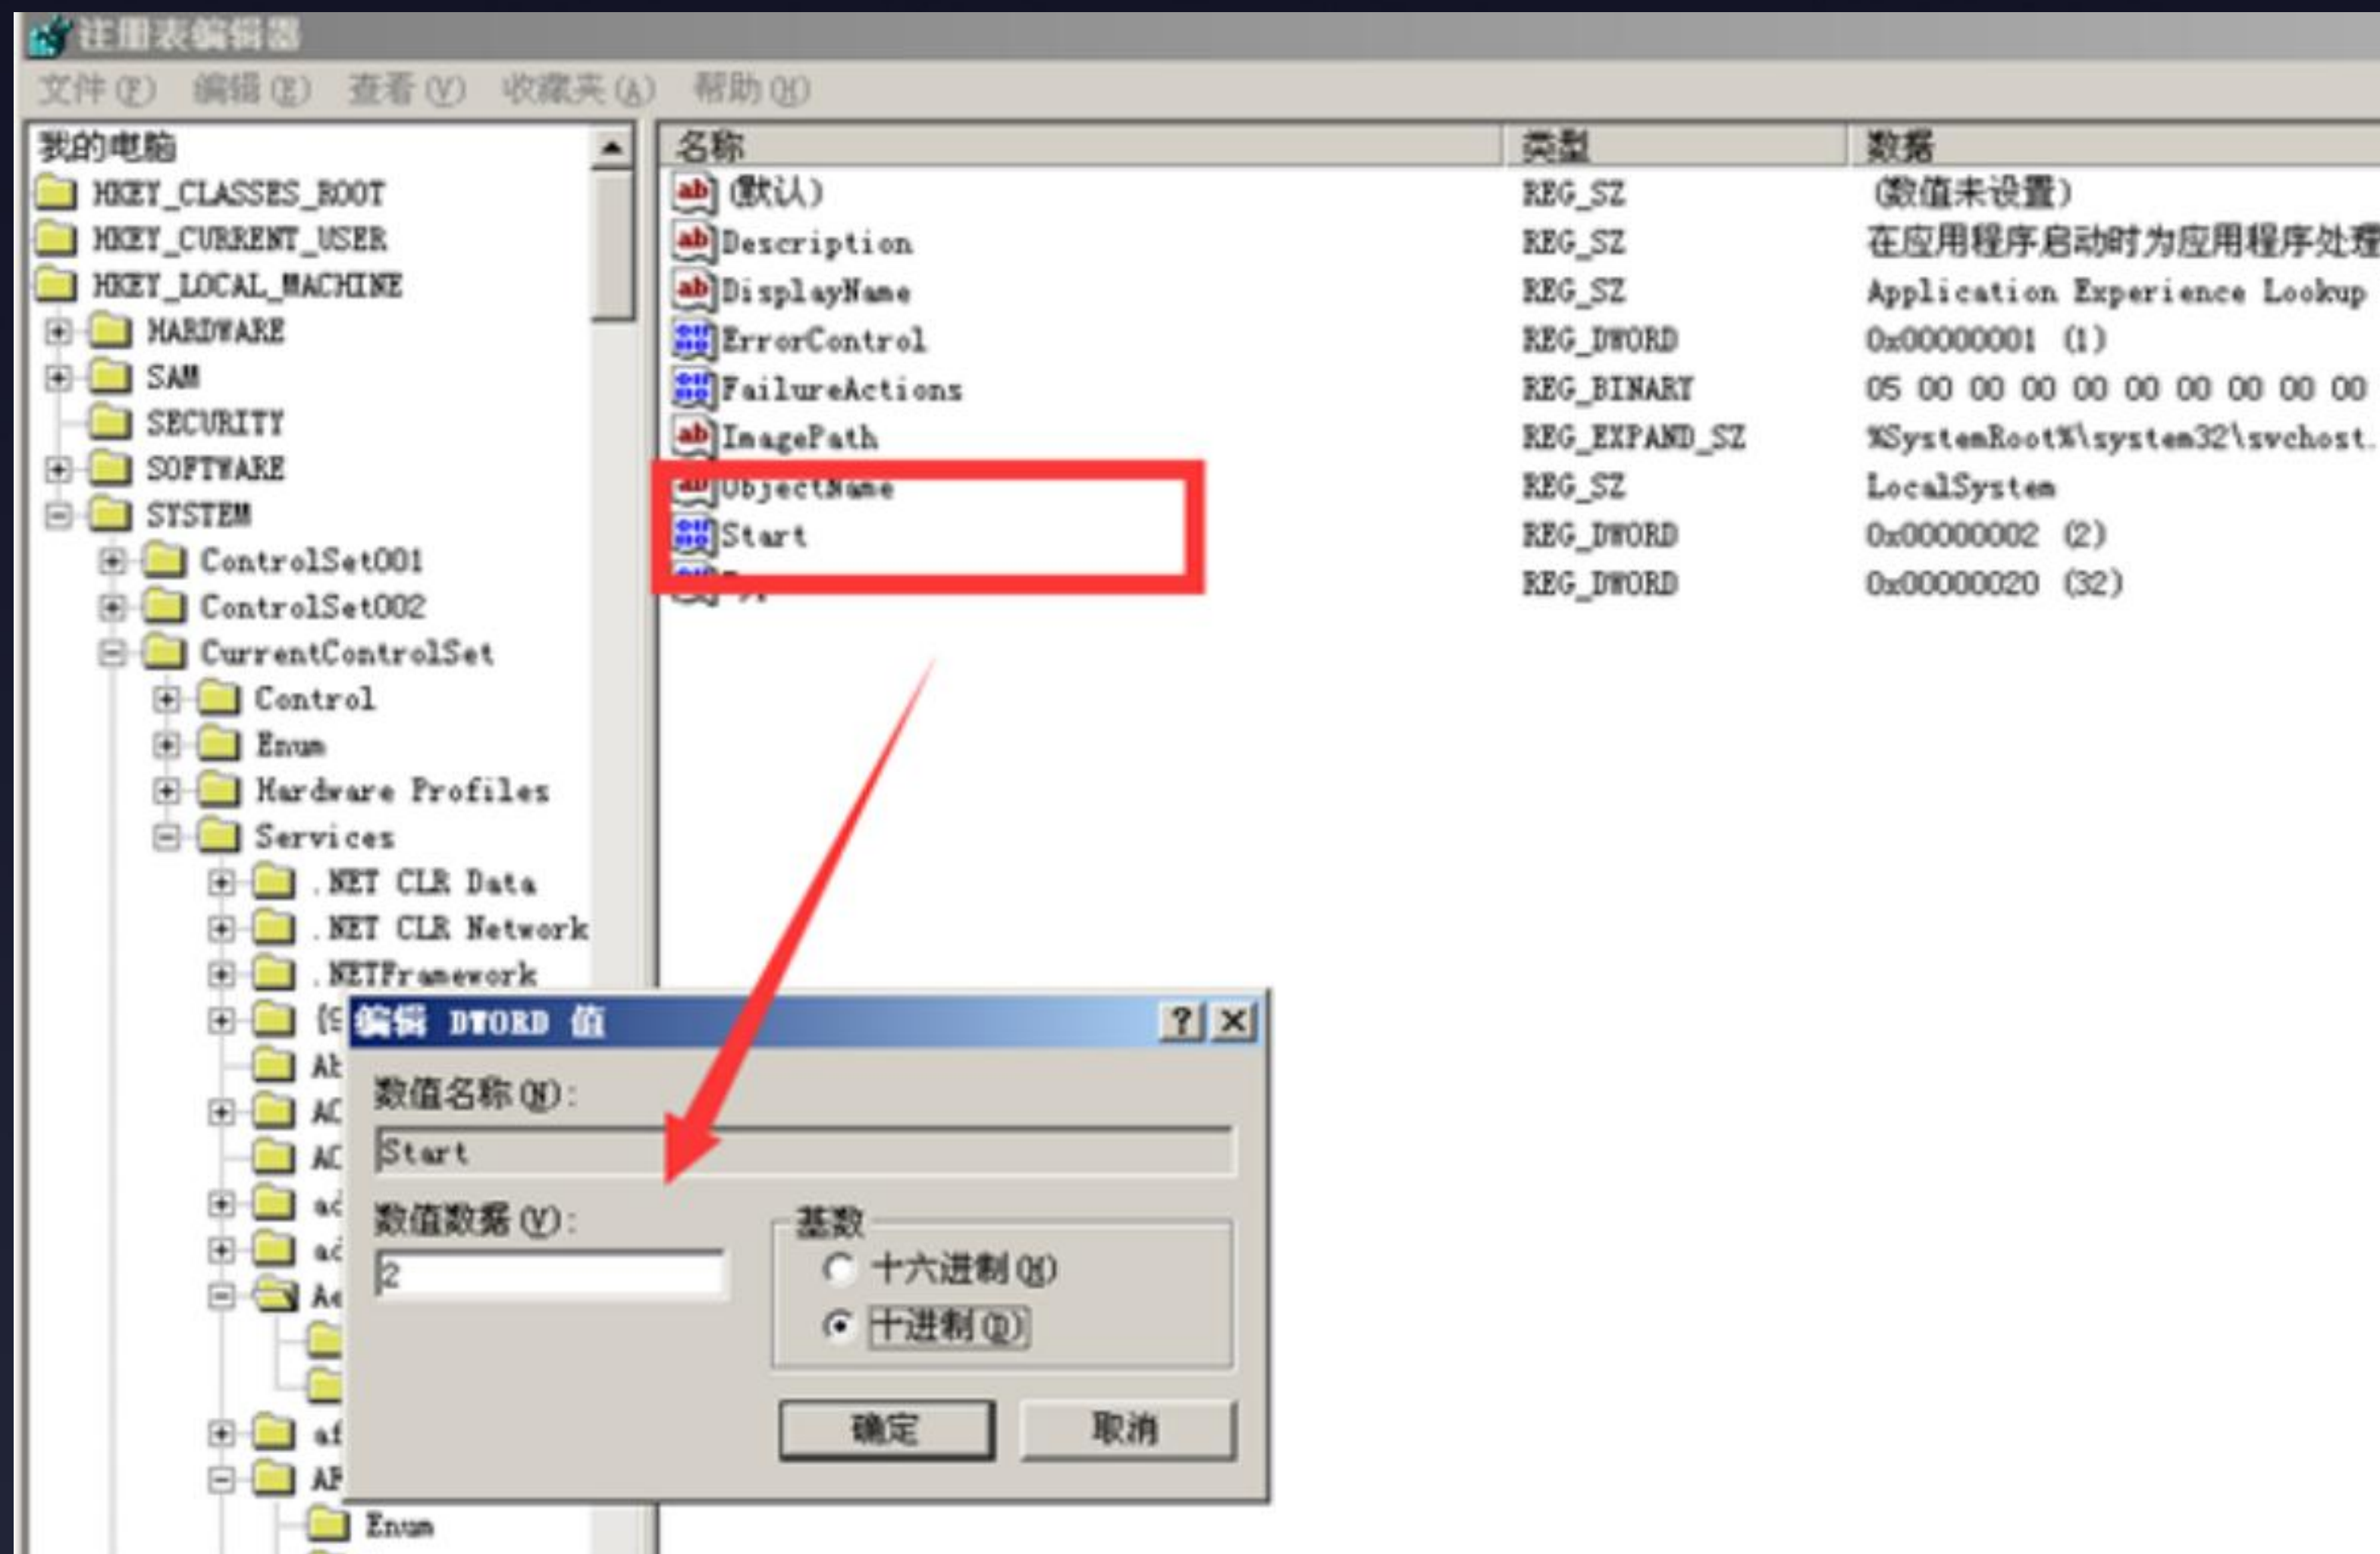 注册表编辑器
文件(F) 编辑(E) 查看(V) 收藏夹(A) 帮助(H)
我的电脑
HKEY_CLASSES_ROOT
HKEY_CURRENT_USER
HKEY_LOCAL_MACHINE
HARDWARE
SAM
SECURITY
SOFTWARE
SYSTEM
ControlSet001
ControlSet002
CurrentControlSet
Control
Enum
Hardware Profiles
Services
.NET CLR Data
.NET CLR Network
.NETFramework
Enum
名称 类型 数据
(默认) REG_SZ (数值未设置)
Description REG_SZ 在应用程序启动时为应用程序处理
DisplayName REG_SZ Application Experience Lookup
ErrorControl REG_DWORD 0x00000001 (1)
FailureActions REG_BINARY 05 00 00 00 00 00 00 00 00 00
ImagePath REG_EXPAND_SZ %SystemRoot%\system32\svchost.
ObjectName REG_SZ LocalSystem
Start REG_DWORD 0x00000002 (2)
REG_DWORD 0x00000020 (32)
编辑 DWORD 值
数值名称(N):
Start
数值数据(V):
2
基数
十六进制(H)
十进制(D)
确定 取消